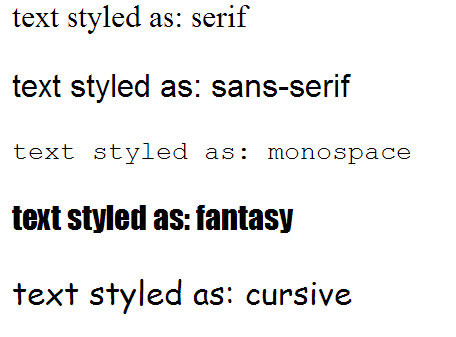 text styled as: serif
text styled as: sans-serif
text styled as: monospace
text styled as: fantasy
text styled as: cursive